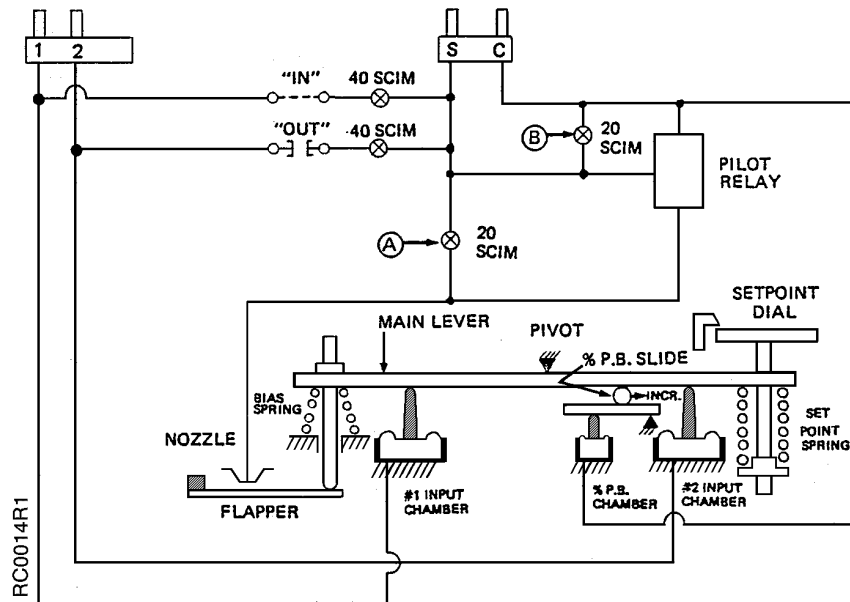 1 2
S C
"IN" 40 SCIM
"OUT" 40 SCIM
B 20
SCIM
PILOT
RELAY
A 20
SCIM
SETPOINT
DIAL
MAIN LEVER
PIVOT
% P.B. SLIDE
INCR.
BIAS
SPRING
SET
POINT
SPRING
NOZZLE
FLAPPER
#1 INPUT
CHAMBER
% P.B.
CHAMBER
#2 INPUT
CHAMBER
RC0014R1